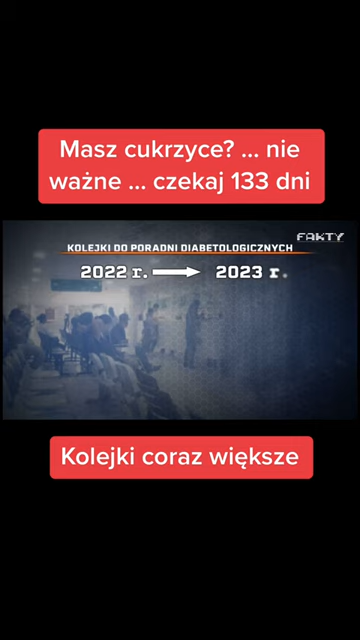 Masz cukrzyce? ... nie
ważne ... czekaj 133 dni
FAKTY
KOLEJKI DO PORADNI DIABETOLOGICZNYCH
2022 r. 2023 r.
Kolejki coraz większe